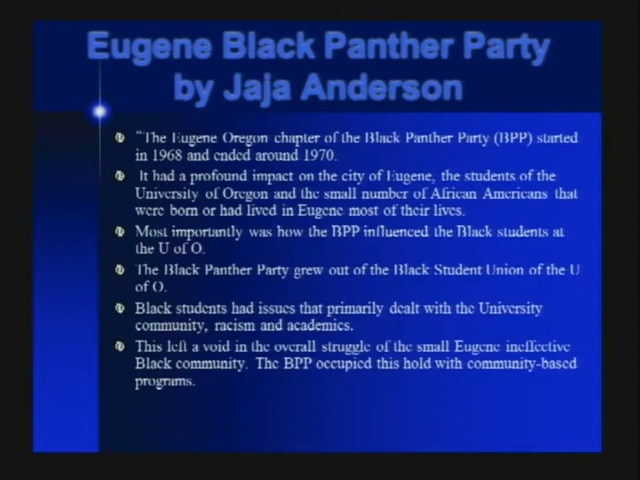 Eugene Black Panther Party
by Jaja Anderson
"The Eugene Oregon chapter of the Black Panther Party (BPP) started
in 1968 and ended around 1970.
It had a profound impact on the city of Eugene, the students of the
University of Oregon and the small number of African Americans that
were born or had lived in Eugene most of their lives.
Most importantly was how the BPP influenced the Black students at
the U of O.
The Black Panther Party grew out of the Black Student Union of the U
of O.
Black students had issues that primarily dealt with the University
community, racism and academics.
This left a void in the overall struggle of the small Eugene ineffective
Black community. The BPP occupied this hold with community-based
programs.